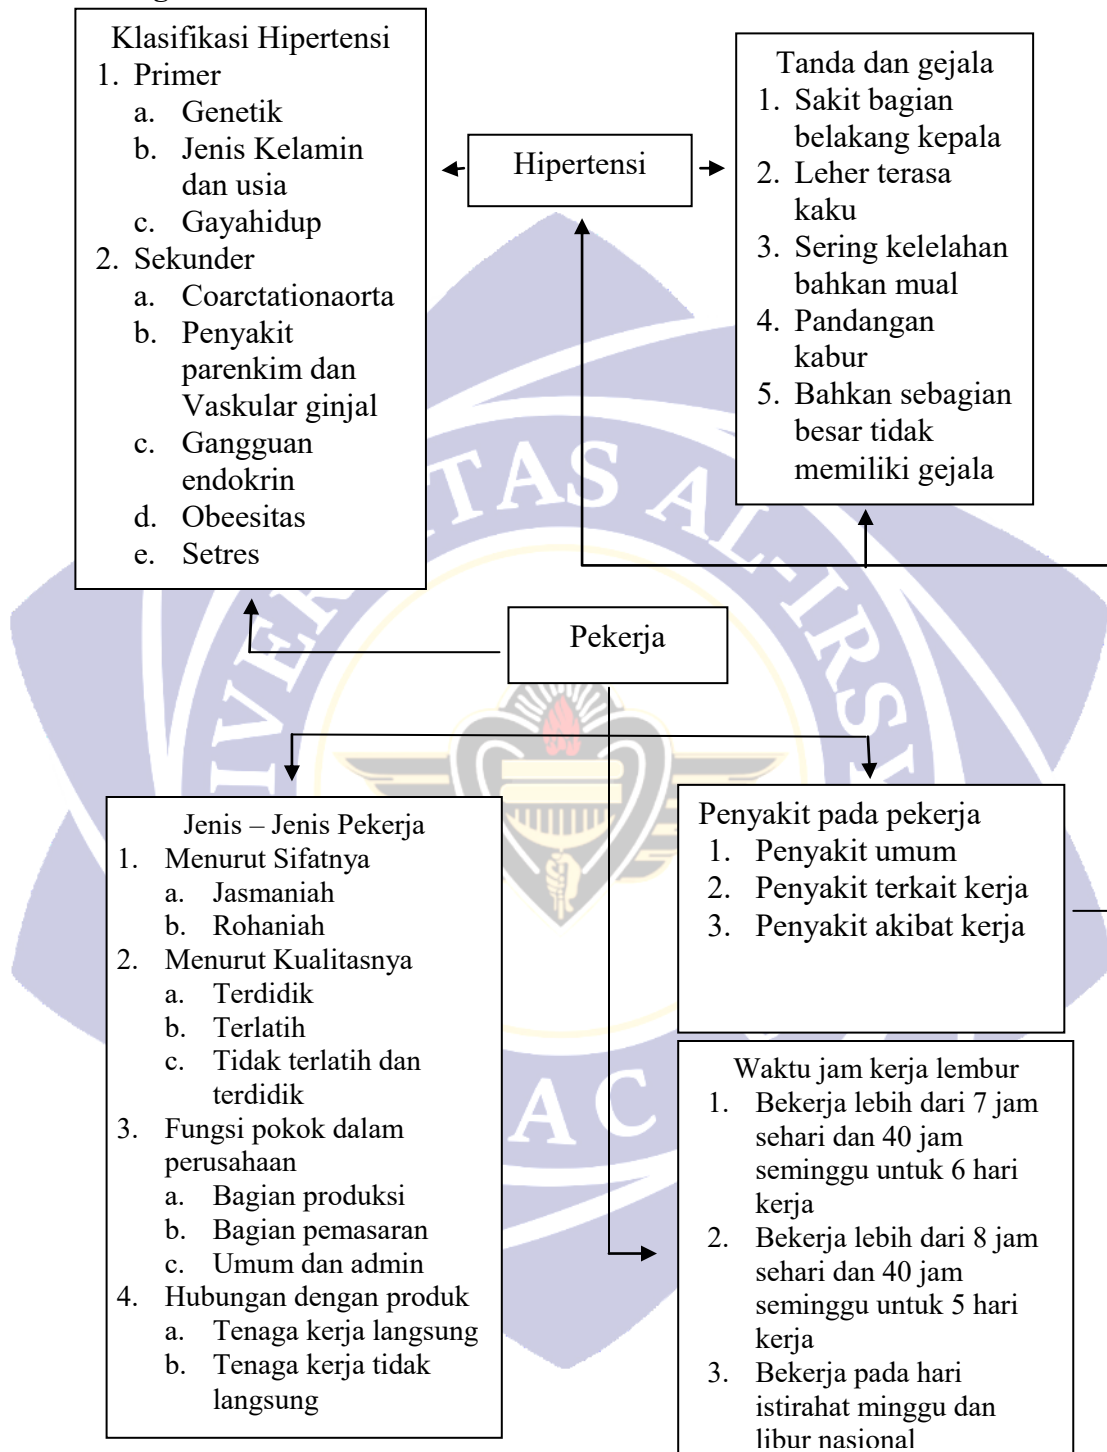 Klasifikasi Hipertensi
1. Primer
a. Genetik
b. Jenis Kelamin
dan usia
c. Gayahidup
2. Sekunder
a. Coarctationaorta
b. Penyakit
parenkim dan
Vaskular ginjal
c. Gangguan
endokrin
d. Obeesitas
e. Setres
Hipertensi
Tanda dan gejala
1. Sakit bagian
belakang kepala
2. Leher terasa
kaku
3. Sering kelelahan
bahkan mual
4. Pandangan
kabur
5. Bahkan sebagian
besar tidak
memiliki gejala
Pekerja
Jenis – Jenis Pekerja
1. Menurut Sifatnya
a. Jasmaniah
b. Rohaniah
2. Menurut Kualitasnya
a. Terdidik
b. Terlatih
c. Tidak terlatih dan
terdidik
3. Fungsi pokok dalam
perusahaan
a. Bagian produksi
b. Bagian pemasaran
c. Umum dan admin
4. Hubungan dengan produk
a. Tenaga kerja langsung
b. Tenaga kerja tidak
langsung
Penyakit pada pekerja
1. Penyakit umum
2. Penyakit terkait kerja
3. Penyakit akibat kerja
Waktu jam kerja lembur
1. Bekerja lebih dari 7 jam
sehari dan 40 jam
seminggu untuk 6 hari
kerja
2. Bekerja lebih dari 8 jam
sehari dan 40 jam
seminggu untuk 5 hari
kerja
3. Bekerja pada hari
istirahat minggu dan
libur nasional